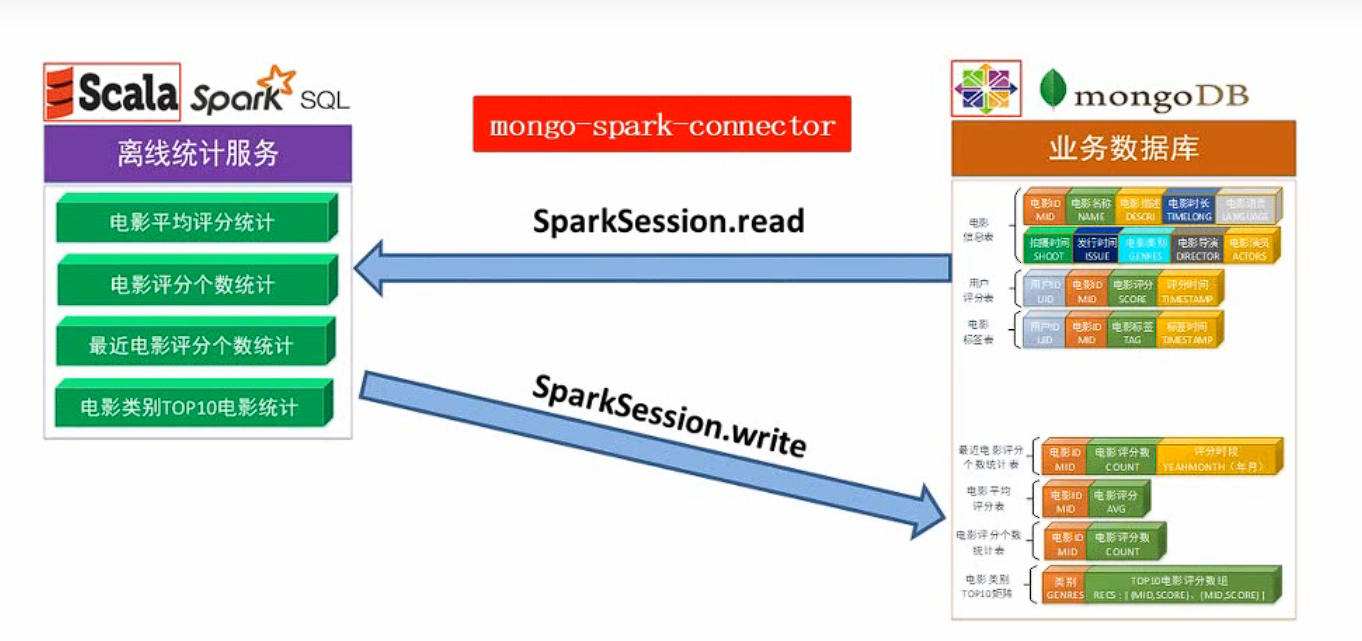 Scala Spark SQL
离线统计服务
电影平均评分统计
电影评分个数统计
最近电影评分个数统计
电影类别TOP10电影统计
mongo-spark-connector
SparkSession.read
SparkSession.write
mongoDB
业务数据库
电影
信息表
电影ID 电影名称 电影描述 电影时长 电影语言
MID NAME DESCRI TIMELONG LANGUAGE
拍摄时间 发行时间 电影类别 电影导演 电影演员
SHOOT ISSUE GENRES DIRECTOR ACTORS
用户
评分表
用户ID 电影ID 电影评分 评分时间
UID MID SCORE TIMESTAMP
电影
标签表
用户ID 电影ID 电影标签 标签时间
UID MID TAG TIMESTAMP
最近电影评分
个数统计表
电影ID 电影评分数 评分时段
MID COUNT YEAHMONTH（年月）
电影平均
评分表
电影ID 电影评分
MID AVG
电影评分个数
统计表
电影ID 电影评分数
MID COUNT
电影类别
TOP10矩阵
类别 TOP10电影评分数组
GENRES RECS：[ (MID,SCORE)、(MID,SCORE) ]